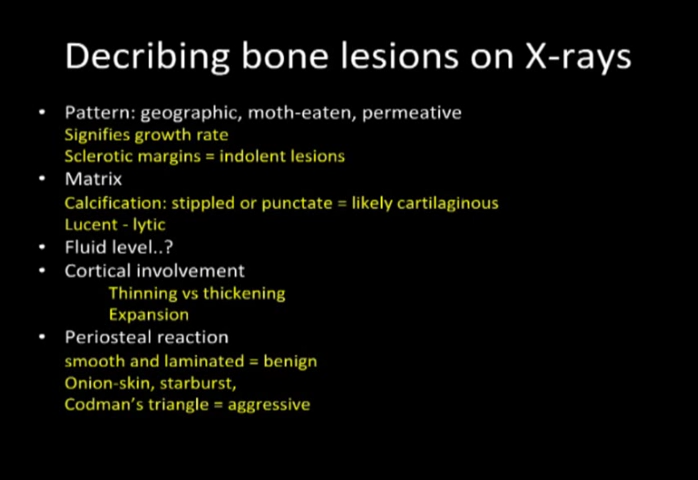 Decribing bone lesions on X-rays
• Pattern: geographic, moth-eaten, permeative
Signifies growth rate
Sclerotic margins = indolent lesions
• Matrix
Calcification: stippled or punctate = likely cartilaginous
Lucent - lytic
• Fluid level..?
• Cortical involvement
Thinning vs thickening
Expansion
• Periosteal reaction
smooth and laminated = benign
Onion-skin, starburst,
Codman's triangle = aggressive